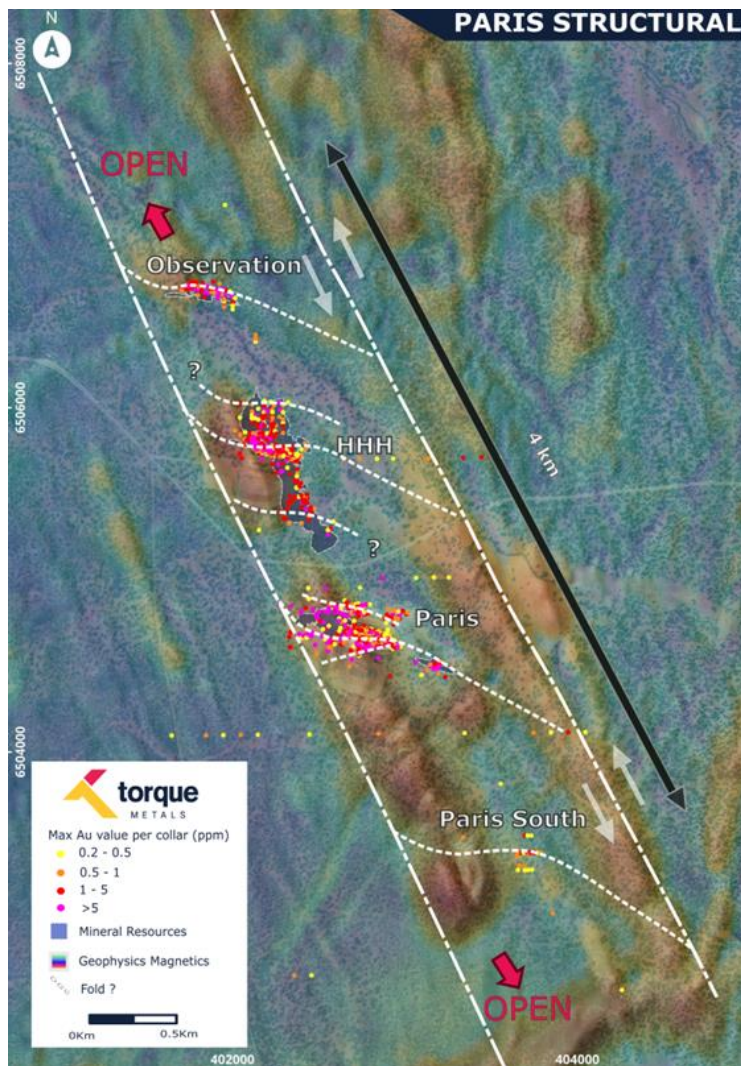 PARIS STRUCTURAL
N
6508000
OPEN
Observation
?
6506000
HHH
4 km
?
Paris
6504000
Paris South
OPEN
torque
METALS
Max Au value per collar (ppm)
0.2 - 0.5
0.5 - 1
1 - 5
>5
Mineral Resources
Geophysics Magnetics
Fold ?
0Km
0.5Km
402000
404000